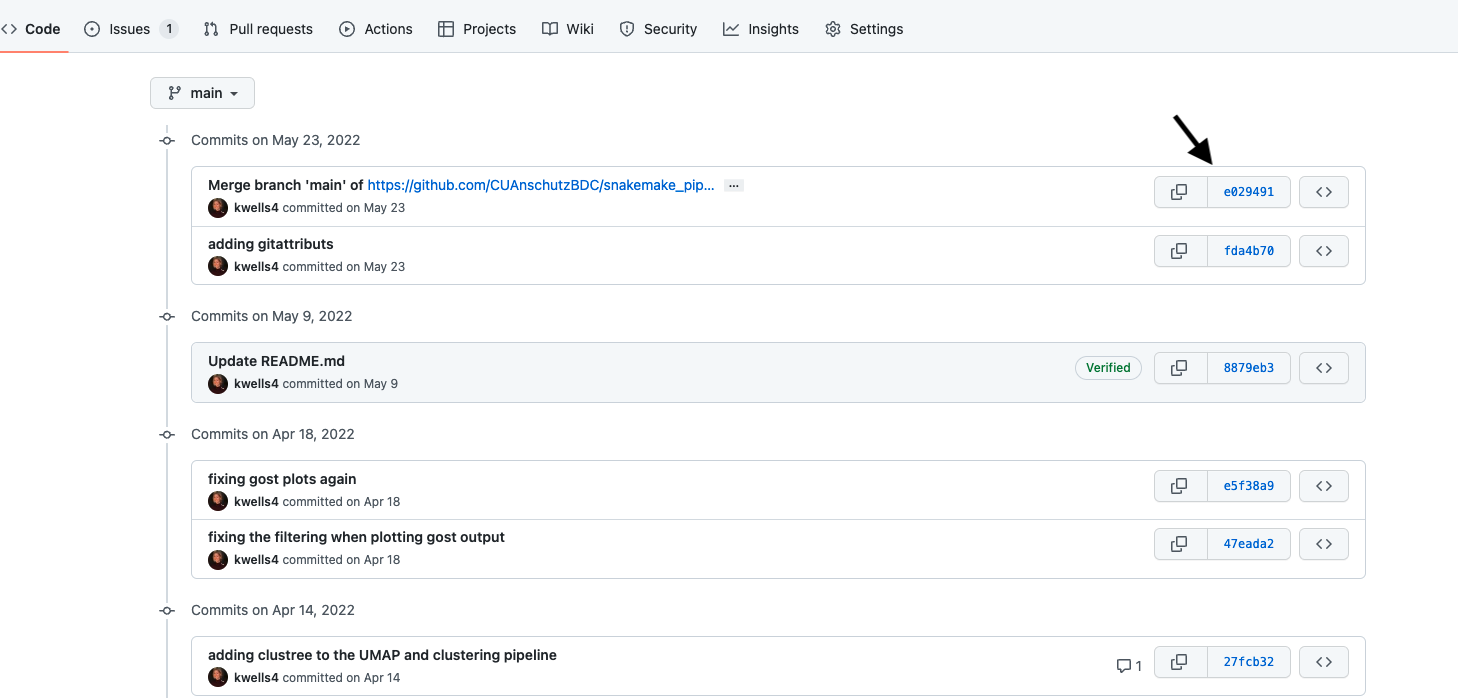 Code Issues 1 Pull requests Actions Projects Wiki Security Insights Settings
main
Commits on May 23, 2022
Merge branch 'main' of https://github.com/CUAnschutzBDC/snakemake_pip... ...
e029491
kwells4 committed on May 23
adding gitattributs
fda4b70
kwells4 committed on May 23
Commits on May 9, 2022
Update README.md
Verified 8879eb3
kwells4 committed on May 9
Commits on Apr 18, 2022
fixing gost plots again
e5f38a9
kwells4 committed on Apr 18
fixing the filtering when plotting gost output
47eada2
kwells4 committed on Apr 18
Commits on Apr 14, 2022
adding clustree to the UMAP and clustering pipeline
1 27fcb32
kwells4 committed on Apr 14